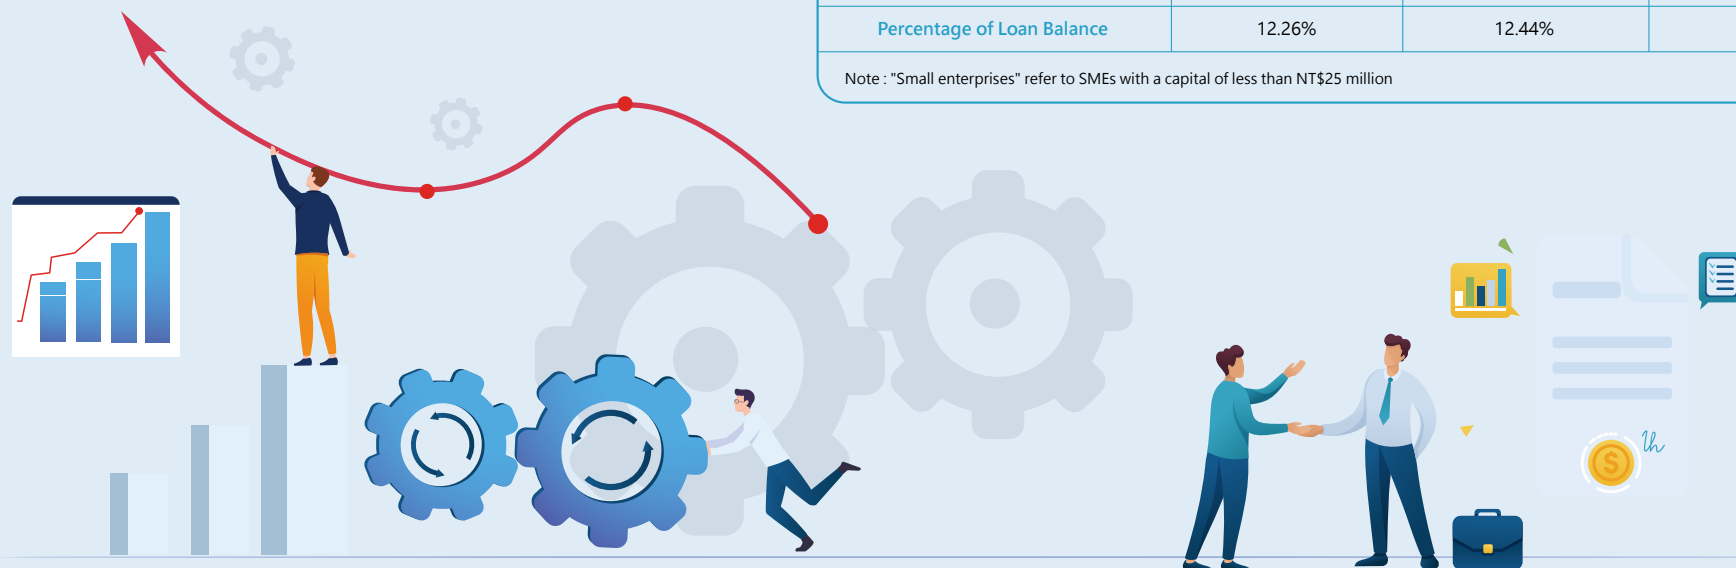 Percentage of Loan Balance 12.26% 12.44%
Note : "Small enterprises" refer to SMEs with a capital of less than NT$25 million
$